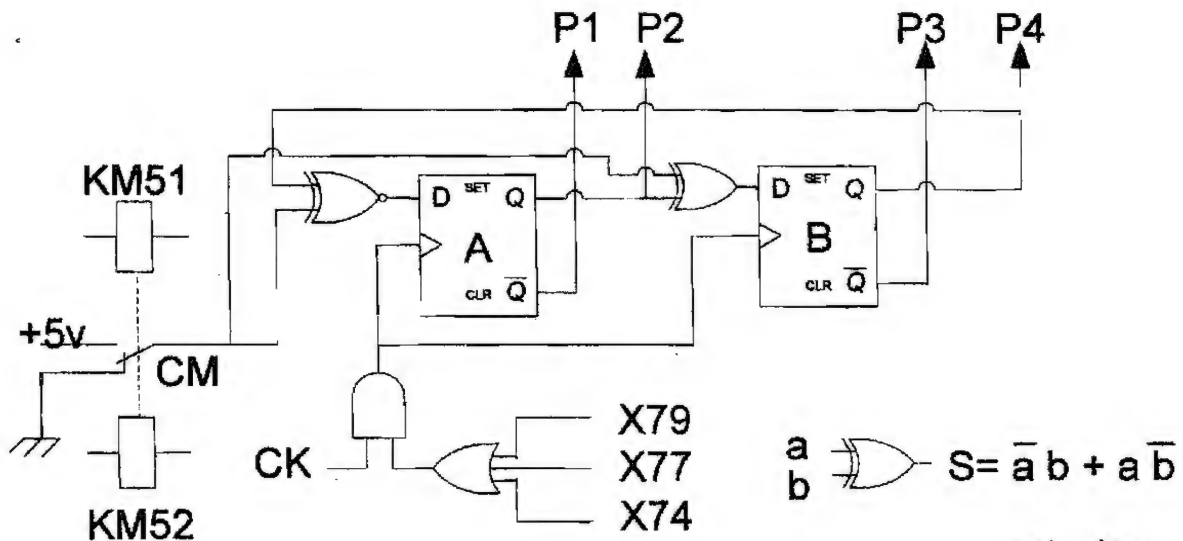 P1 P2 P3 P4
KM51
D SET Q
A
CLR Q̅
D SET Q
B
CLR Q̅
+5v
CM
KM52
CK
X79
X77
X74
a
b
S= a̅ b + a b̅